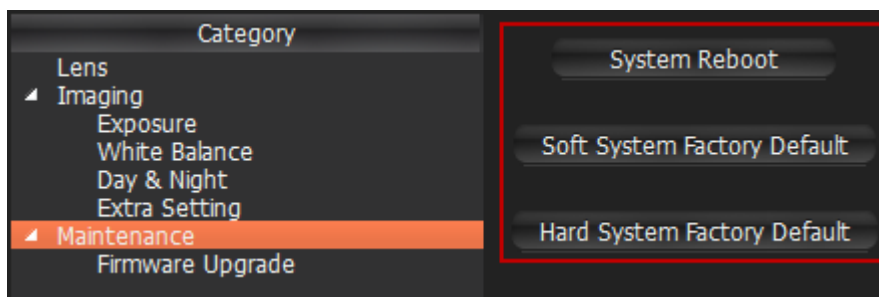 Category
Lens
Imaging
Exposure
White Balance
Day & Night
Extra Setting
Maintenance
Firmware Upgrade
System Reboot
Soft System Factory Default
Hard System Factory Default